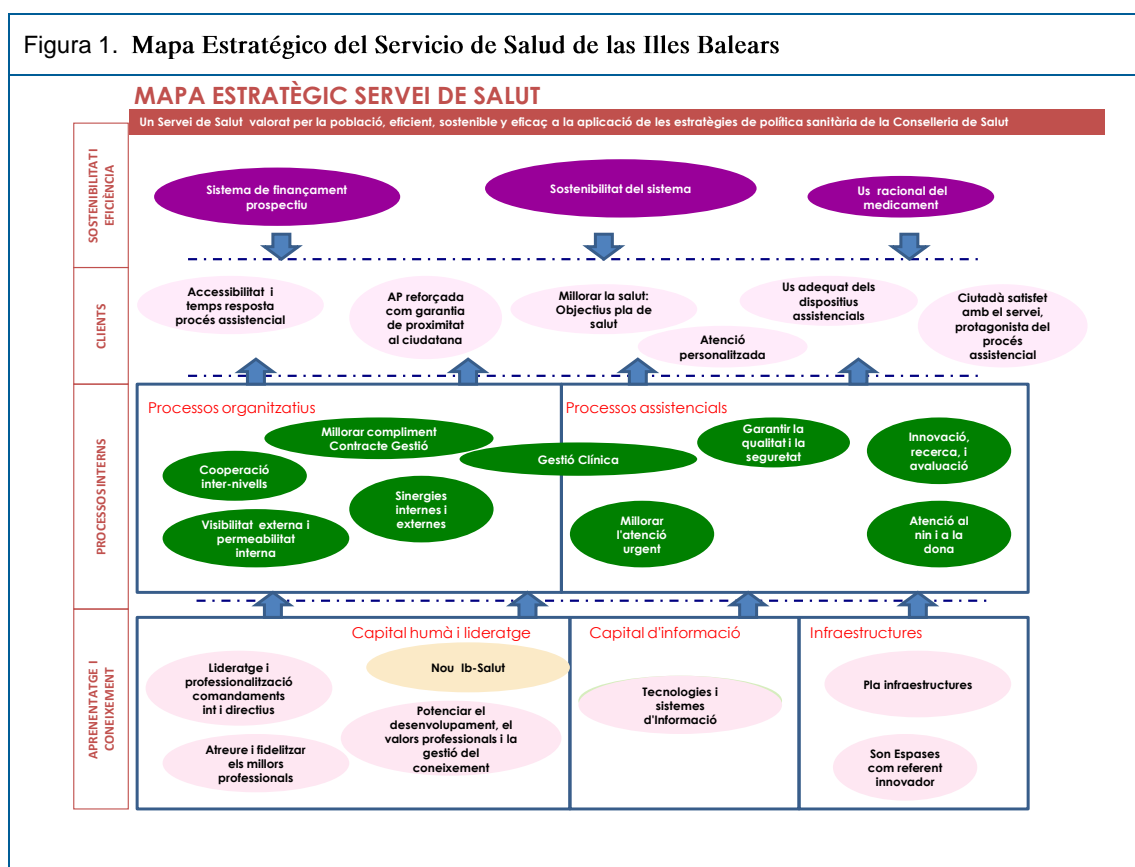 Figura 1. Mapa Estratégico del Servicio de Salud de las Illes Balears
MAPA ESTRATÈGIC SERVEI DE SALUT
Un Servei de Salut valorat per la població, eficient, sostenible y eficaç a la aplicació de les estratègies de política sanitària de la Conselleria de Salut
SOSTENIBILITAT I
EFICIÈNCIA
Sistema de finançament
prospectiu
Sostenibilitat del sistema
Us racional del
medicament
CLIENTS
Accessibilitat i
temps resposta
procés assistencial
AP reforçada
com garantia
de proximitat
al ciudatana
Millorar la salut:
Objectius pla de
salut
Atenció
personalitzada
Us adequat dels
dispositius
assistencials
Ciutadà satisfet
amb el servei,
protagonista del
procés
assistencial
PROCESSOS INTERNS
Processos organitzatius
Millorar compliment
Contracte Gestió
Cooperació
inter-nivells
Sinergies
internes i
externes
Visibilitat externa i
permeabilitat
interna
Gestió Clínica
Processos assistencials
Garantir la
qualitat i la
seguretat
Innovació,
recerca, i
avaluació
Millorar
l'atenció
urgent
Atenció al
nin i a la
dona
APRENENTATGE I
CONEIXEMENT
Capital humà i lideratge
Lideratge i
professionalització
comandaments
int i directius
Nou Ib-Salut
Potenciar el
desenvolupament, el
valors professionals i la
gestió del
coneixement
Atreure i fidelitzar
els millors
professionals
Capital d'informació
Tecnologies i
sistemes
d'Informació
Infraestructures
Pla infraestructures
Son Espases
com referent
innovador